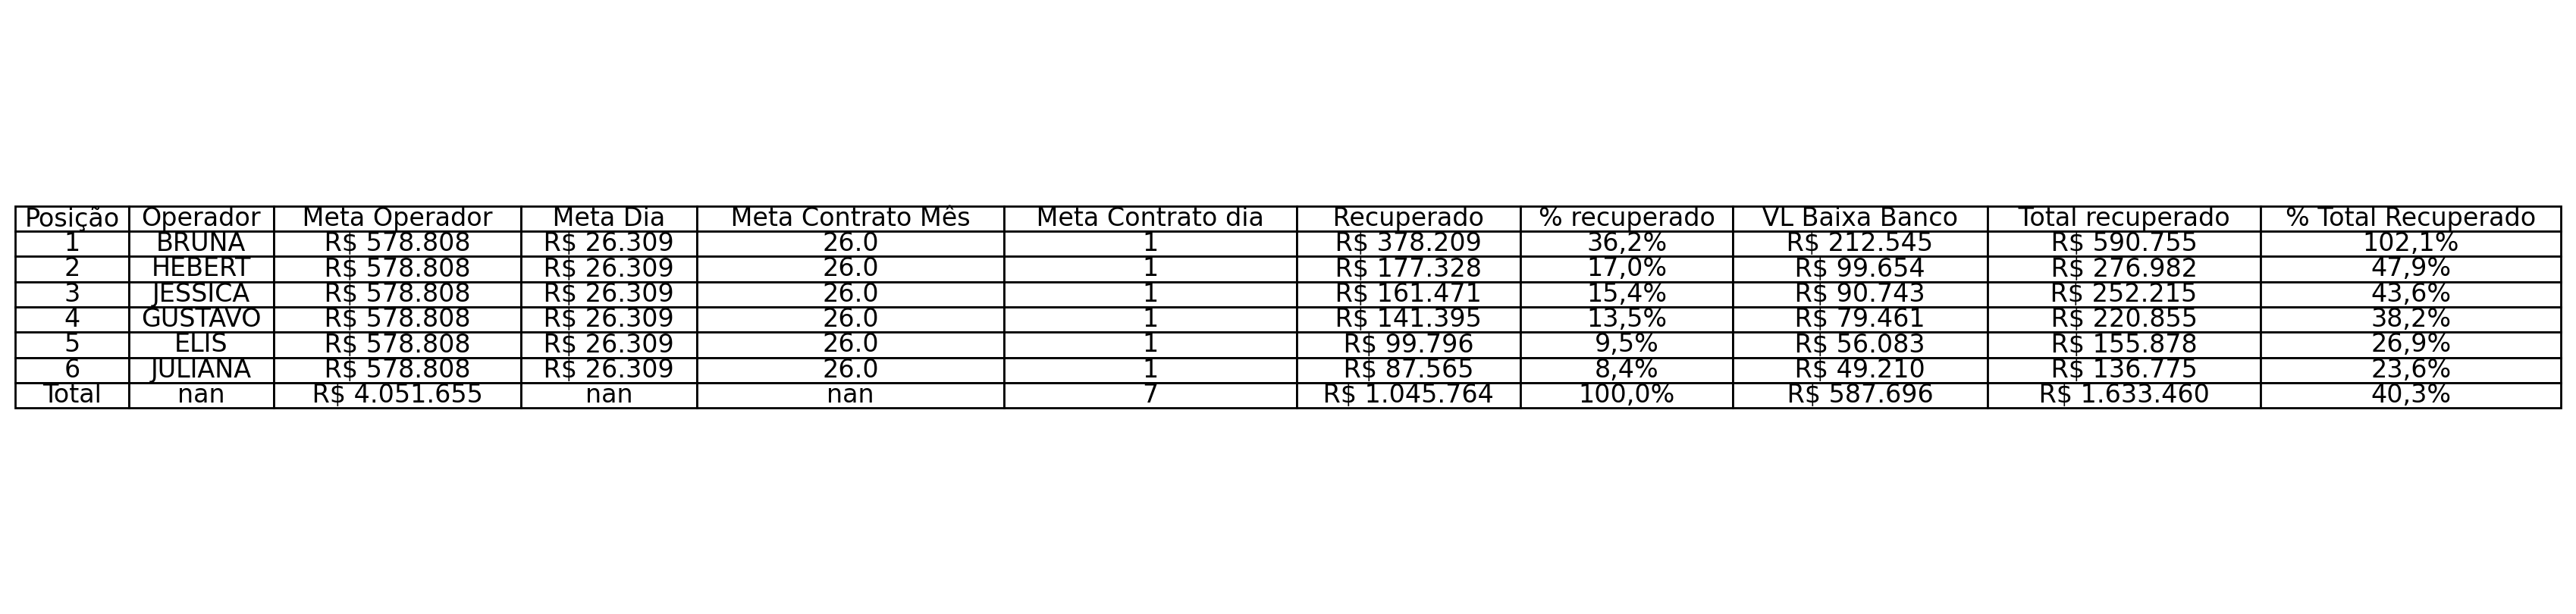 Posição Operador Meta Operador Meta Dia Meta Contrato Mês Meta Contrato dia Recuperado % recuperado VL Baixa Banco Total recuperado % Total Recuperado
1 BRUNA R$ 578.808 R$ 26.309 26.0 1 R$ 378.209 36,2% R$ 212.545 R$ 590.755 102,1%
2 HEBERT R$ 578.808 R$ 26.309 26.0 1 R$ 177.328 17,0% R$ 99.654 R$ 276.982 47,9%
3 JESSICA R$ 578.808 R$ 26.309 26.0 1 R$ 161.471 15,4% R$ 90.743 R$ 252.215 43,6%
4 GUSTAVO R$ 578.808 R$ 26.309 26.0 1 R$ 141.395 13,5% R$ 79.461 R$ 220.855 38,2%
5 ELIS R$ 578.808 R$ 26.309 26.0 1 R$ 99.796 9,5% R$ 56.083 R$ 155.878 26,9%
6 JULIANA R$ 578.808 R$ 26.309 26.0 1 R$ 87.565 8,4% R$ 49.210 R$ 136.775 23,6%
Total nan R$ 4.051.655 nan nan 7 R$ 1.045.764 100,0% R$ 587.696 R$ 1.633.460 40,3%